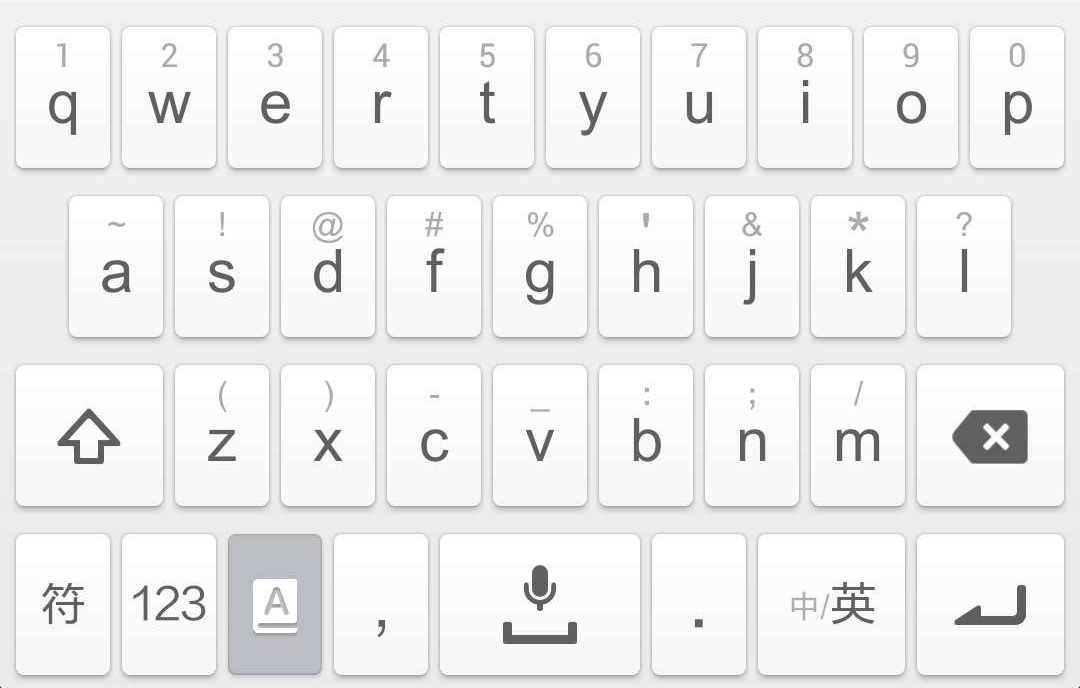 1 2 3 4 5 6 7 8 9 0
q w e r t y u i o p
~ ! @ # % ' & * ?
a s d f g h j k l
( ) - _ : ; /
z x c v b n m
符 123 A , . 中/英